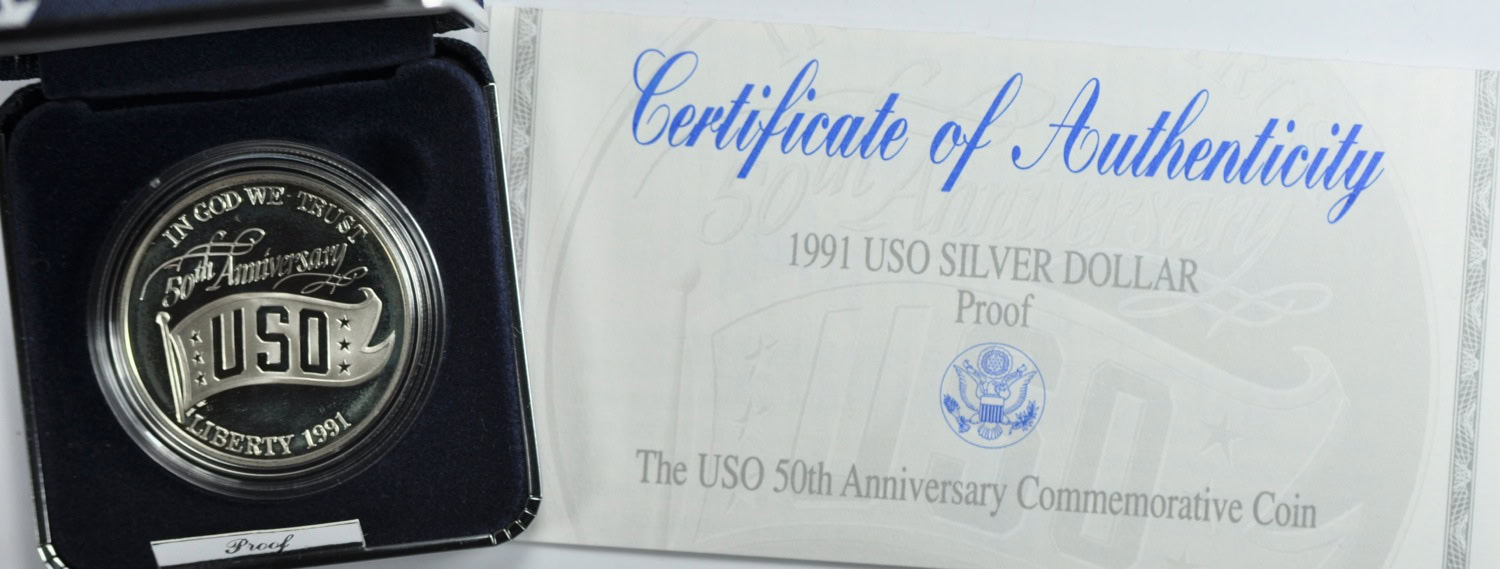 IN GOD WE TRUST
50th Anniversary
USO
LIBERTY 1991
Proof
Certificate of Authenticity
1991 USO SILVER DOLLAR
Proof
The USO 50th Anniversary Commemorative Coin